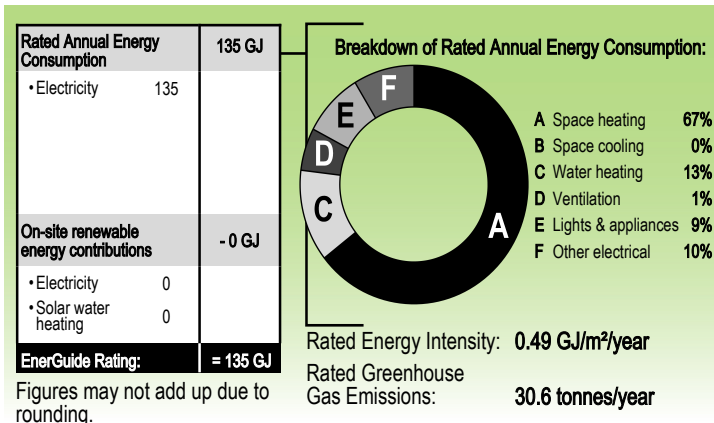 Rated Annual Energy Consumption 135 GJ
• Electricity 135
On-site renewable energy contributions - 0 GJ
• Electricity 0
• Solar water heating 0
EnerGuide Rating: = 135 GJ
Figures may not add up due to
rounding.
Breakdown of Rated Annual Energy Consumption:
F
E
D
C
A
A Space heating 67%
B Space cooling 0%
C Water heating 13%
D Ventilation 1%
E Lights & appliances 9%
F Other electrical 10%
Rated Energy Intensity: 0.49 GJ/m²/year
Rated Greenhouse
Gas Emissions: 30.6 tonnes/year